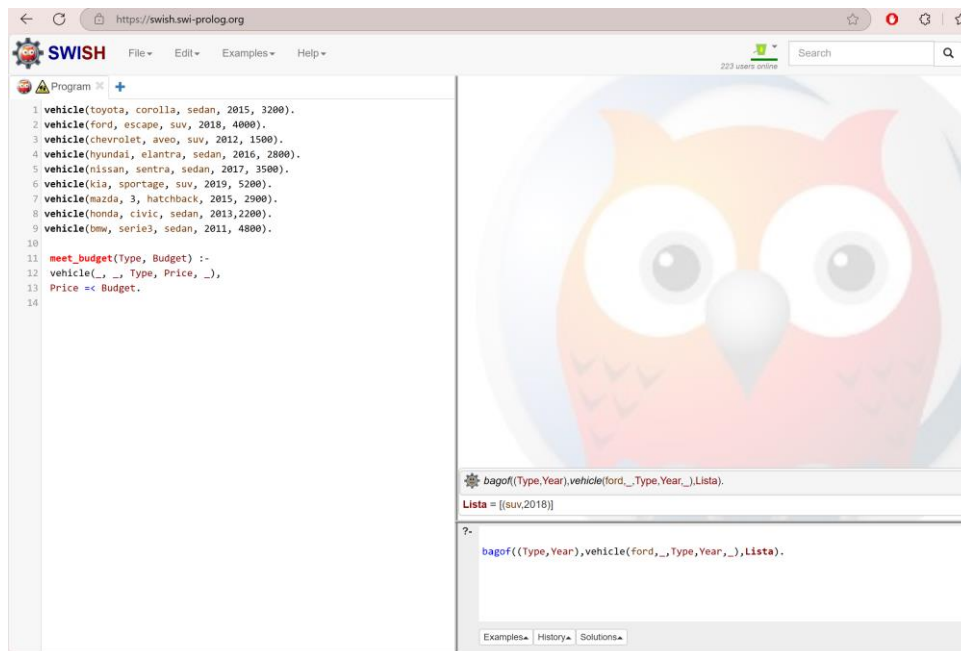 https://swish.swi-prolog.org
SWISH File Edit Examples Help 223 users online Search
Program
1 vehicle(toyota, corolla, sedan, 2015, 3200).
2 vehicle(ford, escape, suv, 2018, 4000).
3 vehicle(chevrolet, aveo, suv, 2012, 1500).
4 vehicle(hyundai, elantra, sedan, 2016, 2800).
5 vehicle(nissan, sentra, sedan, 2017, 3500).
6 vehicle(kia, sportage, suv, 2019, 5200).
7 vehicle(mazda, 3, hatchback, 2015, 2900).
8 vehicle(honda, civic, sedan, 2013,2200).
9 vehicle(bmw, serie3, sedan, 2011, 4800).
10
11 meet_budget(Type, Budget) :-
12 vehicle(_, _, Type, Price, _),
13 Price =< Budget.
14
bagof((Type,Year),vehicle(ford,_,Type,Year,_),Lista).
Lista = [(suv,2018)]
?-
bagof((Type,Year),vehicle(ford,_,Type,Year,_),Lista).
Examples History Solutions